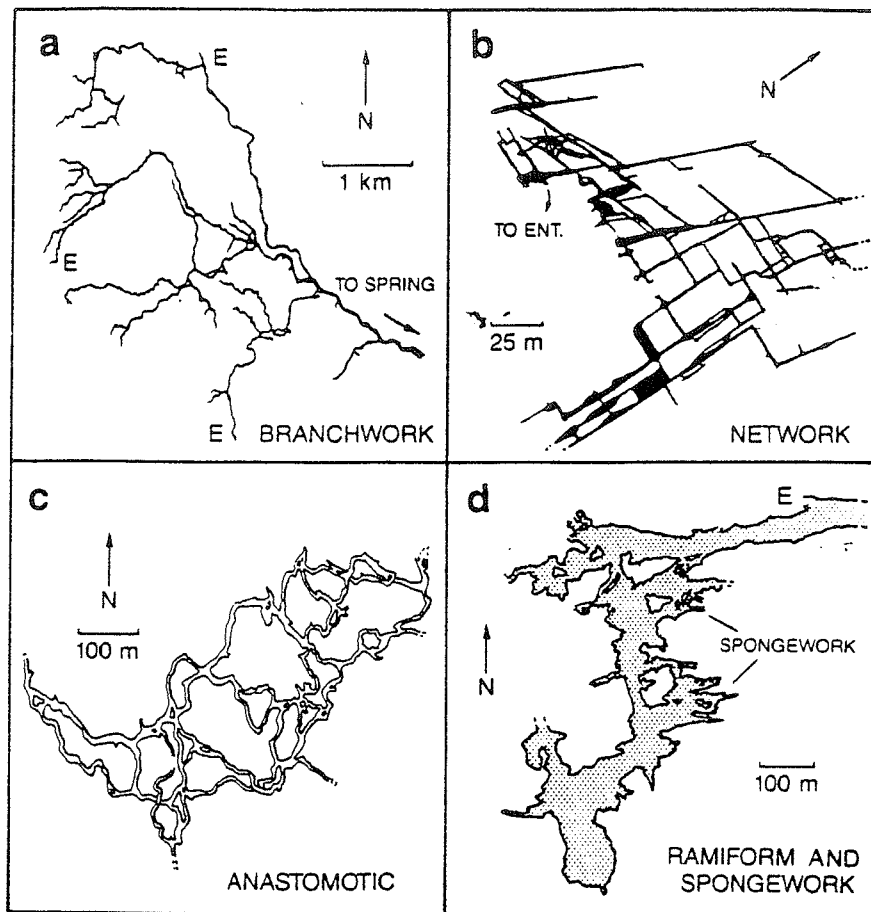 a
E
N
1 km
TO SPRING
E
E BRANCHWORK
b
N
TO ENT.
25 m
NETWORK
c
N
100 m
ANASTOMOTIC
d
E
SPONGEWORK
N
100 m
RAMIFORM AND
SPONGEWORK